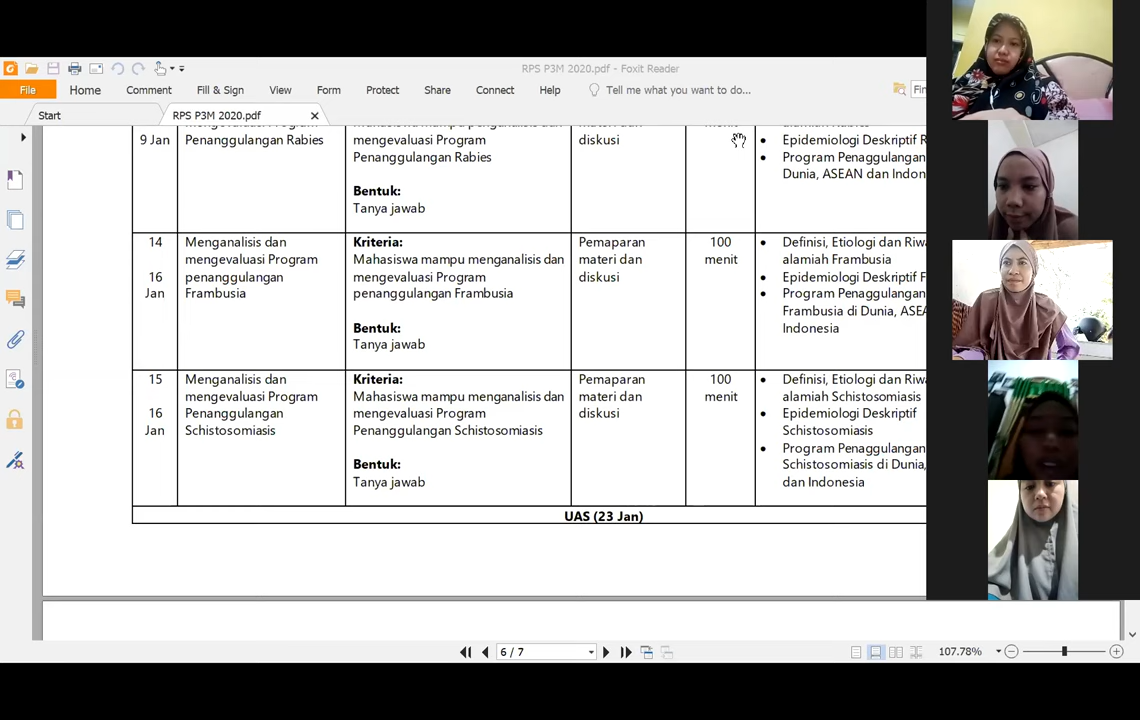 RPS P3M 2020.pdf - Foxit Reader
File Home Comment Fill & Sign View Form Protect Share Connect Help Tell me what you want to do... Fin
Start RPS P3M 2020.pdf
9 Jan
Penanggulangan Rabies
mengevaluasi Program
Penanggulangan Rabies
Bentuk:
Tanya jawab
diskusi
menit
Epidemiologi Deskriptif R
Program Penaggulangan
Dunia, ASEAN dan Indon
14
16
Jan
Menganalisis dan
mengevaluasi Program
penanggulangan
Frambusia
Kriteria:
Mahasiswa mampu menganalisis dan
mengevaluasi Program
penanggulangan Frambusia
Bentuk:
Tanya jawab
Pemaparan
materi dan
diskusi
100
menit
Definisi, Etiologi dan Riwa
alamiah Frambusia
Epidemiologi Deskriptif F
Program Penaggulangan
Frambusia di Dunia, ASEA
Indonesia
15
16
Jan
Menganalisis dan
mengevaluasi Program
Penanggulangan
Schistosomiasis
Kriteria:
Mahasiswa mampu menganalisis dan
mengevaluasi Program
Penanggulangan Schistosomiasis
Bentuk:
Tanya jawab
Pemaparan
materi dan
diskusi
100
menit
Definisi, Etiologi dan Riwa
alamiah Schistosomiasis
Epidemiologi Deskriptif
Schistosomiasis
Program Penaggulangan
Schistosomiasis di Dunia,
dan Indonesia
UAS (23 Jan)
6 / 7
107.78%